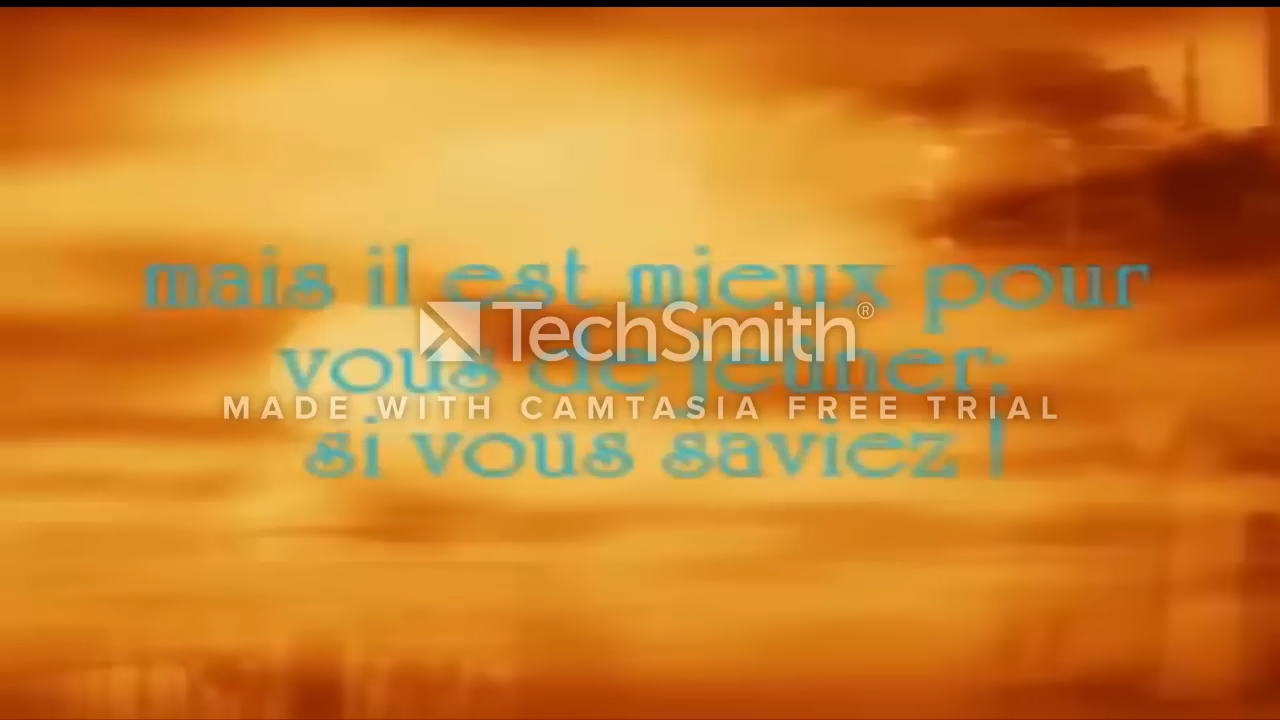 mais il est mieux pour
TechSmith®
vous de jeûner;
MADE WITH CAMTASIA FREE TRIAL
si vous saviez !